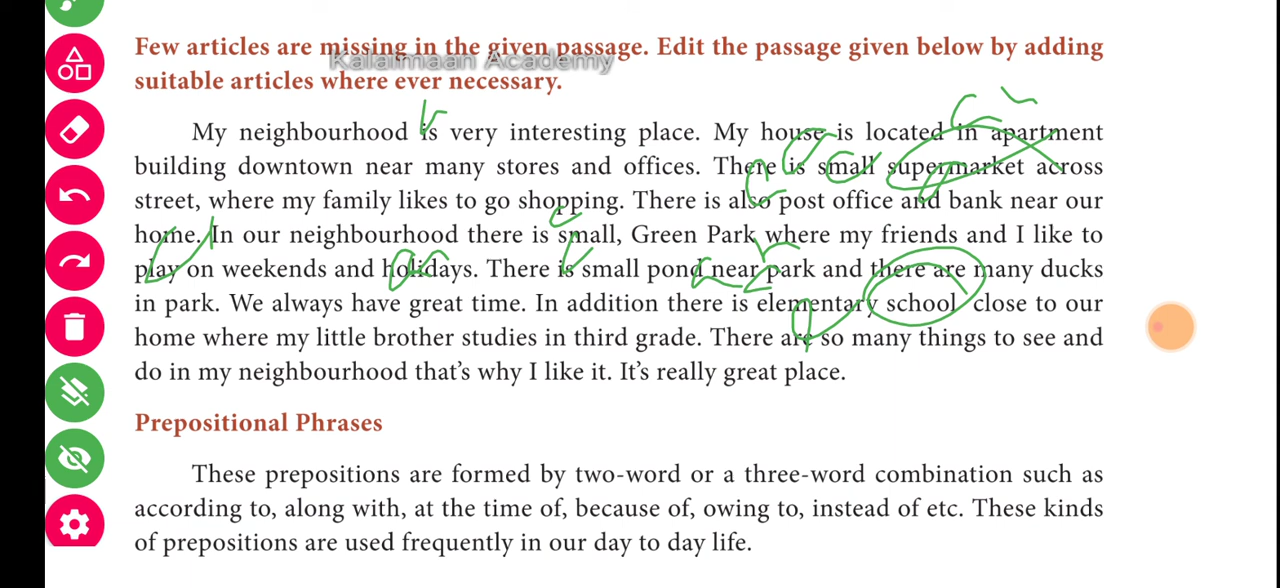 Few articles are missing in the given passage. Edit the passage given below by adding
Kalaimaan Academy
suitable articles where ever necessary.
My neighbourhood is very interesting place. My house is located in apartment
building downtown near many stores and offices. There is small supermarket across
street, where my family likes to go shopping. There is also post office and bank near our
home. In our neighbourhood there is small, Green Park where my friends and I like to
play on weekends and holidays. There is small pond near park and there are many ducks
in park. We always have great time. In addition there is elementary school close to our
home where my little brother studies in third grade. There are so many things to see and
do in my neighbourhood that's why I like it. It's really great place.
Prepositional Phrases
These prepositions are formed by two-word or a three-word combination such as
according to, along with, at the time of, because of, owing to, instead of etc. These kinds
of prepositions are used frequently in our day to day life.